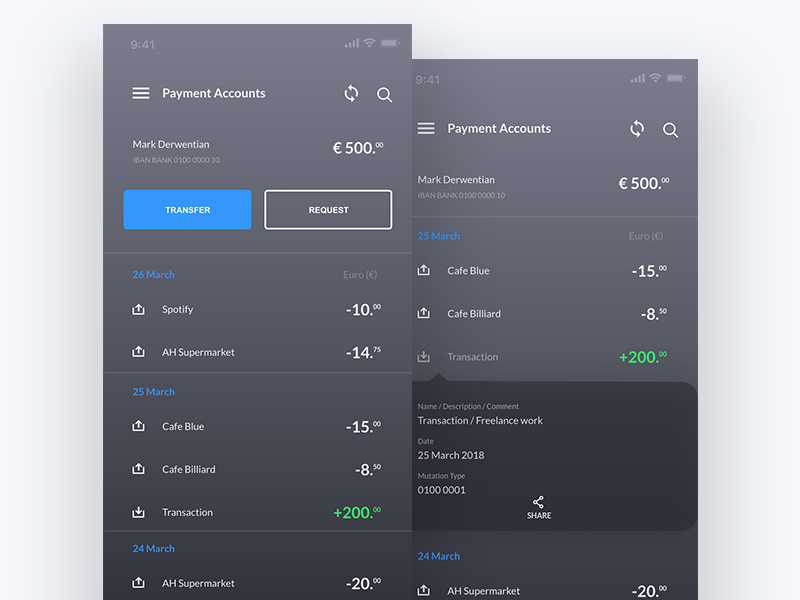 9:41
Payment Accounts
Mark Derwentian € 500.00
IBAN BANK 0100 0000 10
TRANSFER REQUEST
26 March Euro (€)
Spotify -10.00
AH Supermarket -14.75
25 March
Cafe Blue -15.00
Cafe Billiard -8.50
Transaction +200.00
24 March
AH Supermarket -20.00
9:41
Payment Accounts
Mark Derwentian € 500.00
IBAN BANK 0100 0000 10
25 March Euro (€)
Cafe Blue -15.00
Cafe Billiard -8.50
Transaction +200.00
Name / Description / Comment
Transaction / Freelance work
Date
25 March 2018
Mutation Type
0100 0001
SHARE
24 March
AH Supermarket -20.00